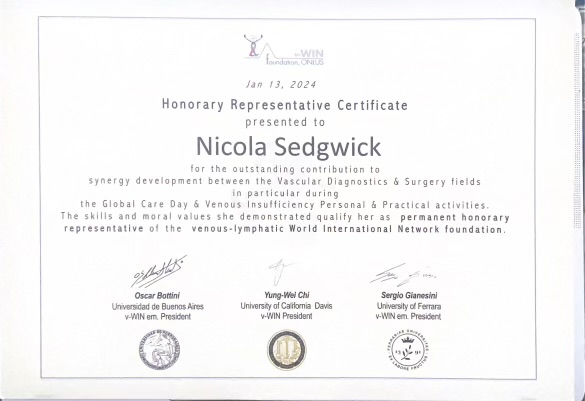 v-WIN
foundation, ONLUS
Jan 13, 2024
Honorary Representative Certificate
presented to
Nicola Sedgwick
for the outstanding contribution to
synergy development between the Vascular Diagnostics & Surgery fields
in particular during
the Global Care Day & Venous Insufficiency Personal & Practical activities.
The skills and moral values she demonstrated qualify her as permanent honorary
representative of the venous-lymphatic World International Network foundation.
Oscar Bottini
Universidad de Buenos Aires
v-WIN em. President
Yung-Wei Chi
University of California Davis
v-WIN President
Sergio Gianesini
University of Ferrara
v-WIN em. President